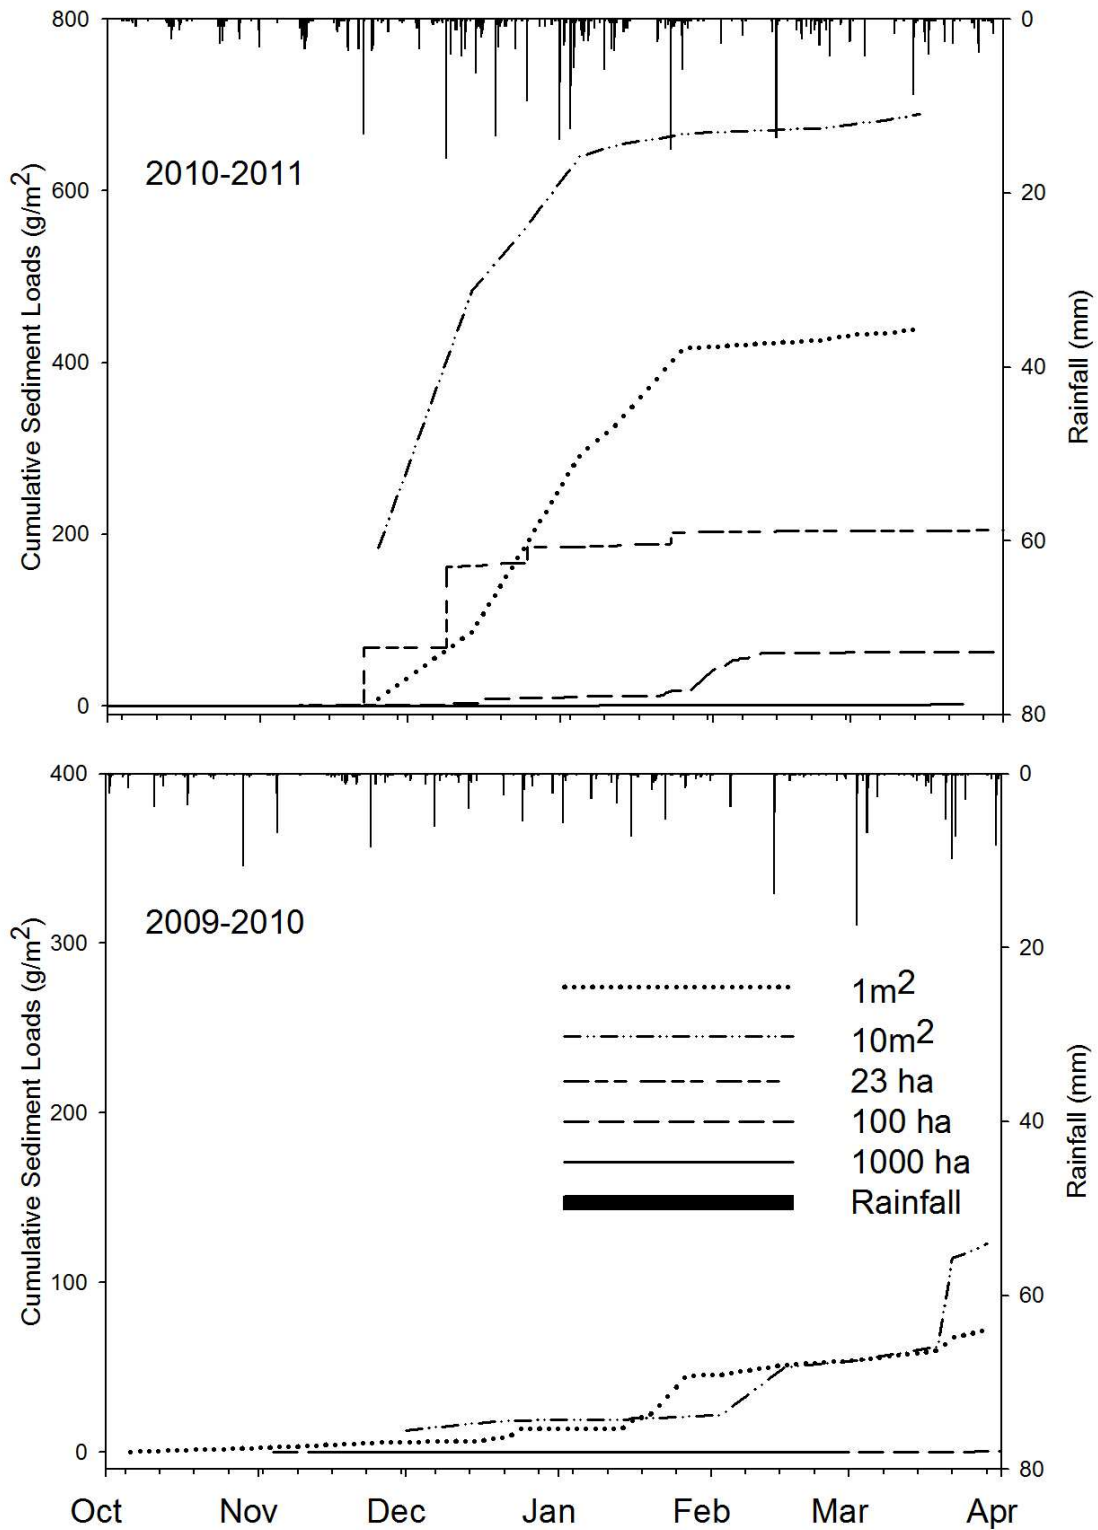 800
600
400
200
0
Cumulative Sediment Loads (g/m²)
2010-2011
0
20
40
60
80
Rainfall (mm)
400
300
200
100
0
Cumulative Sediment Loads (g/m²)
2009-2010
1m²
10m²
23 ha
100 ha
1000 ha
Rainfall
0
20
40
60
80
Rainfall (mm)
Oct Nov Dec Jan Feb Mar Apr